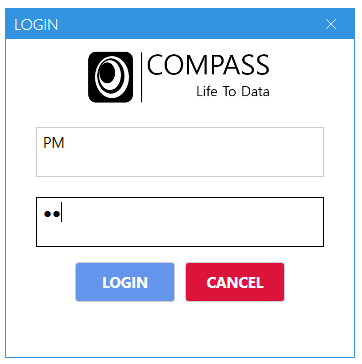 LOGIN
COMPASS
Life To Data
PM
●●
LOGIN
CANCEL